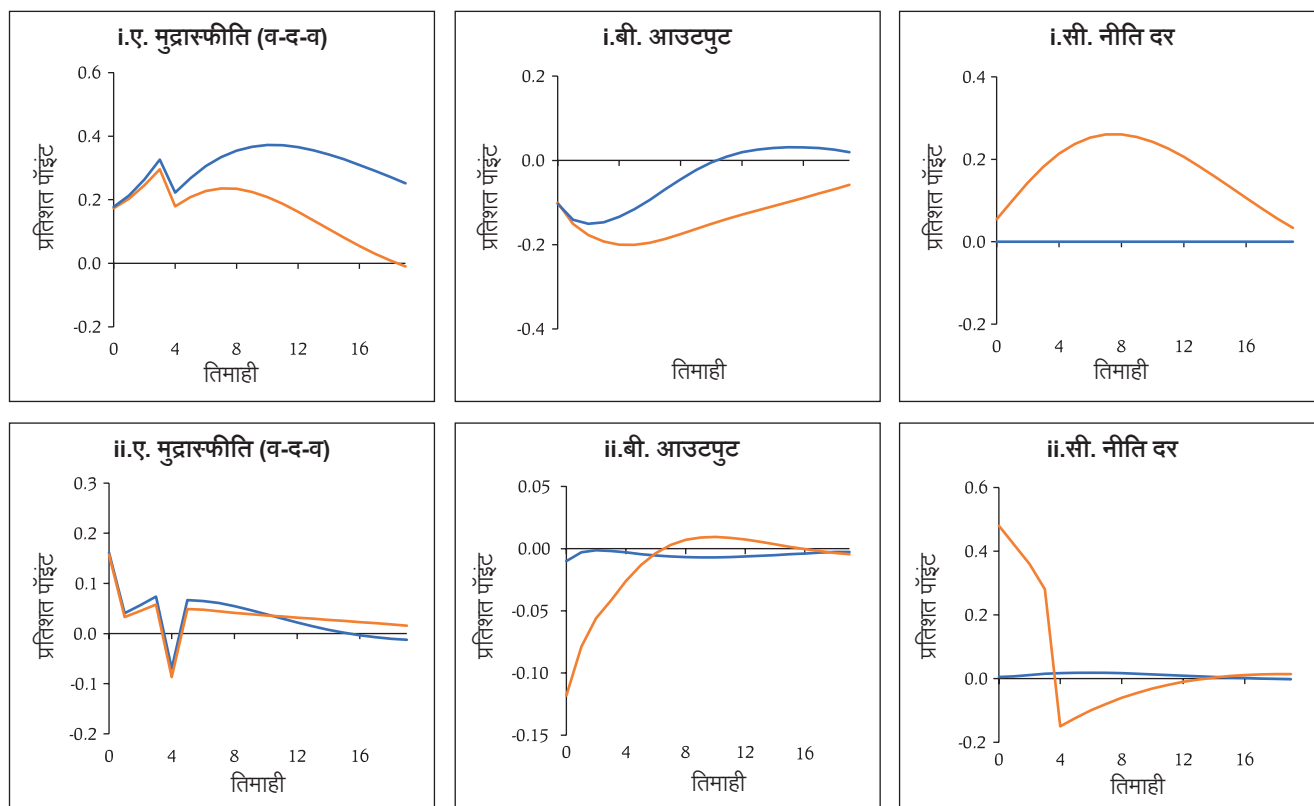 i.ए. मुद्रास्फीति (व-द-व)
प्रतिशत पॉइंट
0.6
0.4
0.2
0.0
-0.2
0 4 8 12 16
तिमाही
i.बी. आउटपुट
प्रतिशत पॉइंट
0.2
0.0
-0.2
-0.4
तिमाही
i.सी. नीति दर
प्रतिशत पॉइंट
0.4
0.2
0.0
-0.2
0 4 8 12 16
तिमाही
ii.ए. मुद्रास्फीति (व-द-व)
प्रतिशत पॉइंट
0.3
0.2
0.1
0.0
-0.1
-0.2
0 4 8 12 16
तिमाही
ii.बी. आउटपुट
प्रतिशत पॉइंट
0.05
0.00
-0.05
-0.10
-0.15
0 4 8 12 16
तिमाही
ii.सी. नीति दर
प्रतिशत पॉइंट
0.6
0.4
0.2
0.0
-0.2
0 4 8 12 16
तिमाही